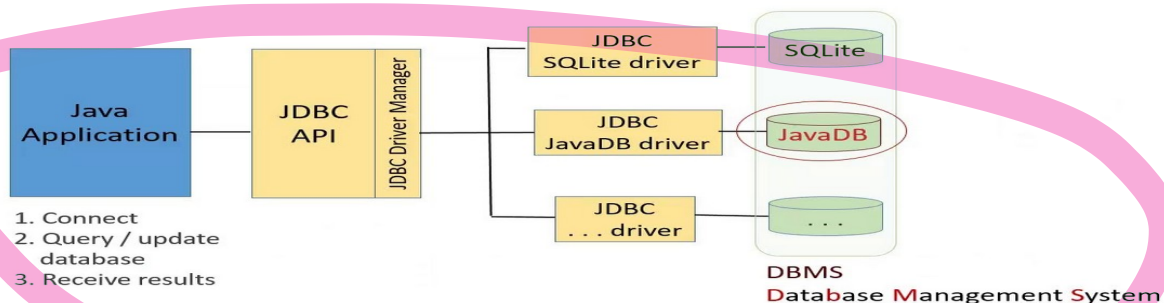 Java
Application
JDBC
API
JDBC Driver Manager
JDBC
SQLite driver
SQLite
JDBC
JavaDB driver
JavaDB
JDBC
... driver
...
1. Connect
2. Query / update
database
3. Receive results
DBMS
Database Management System